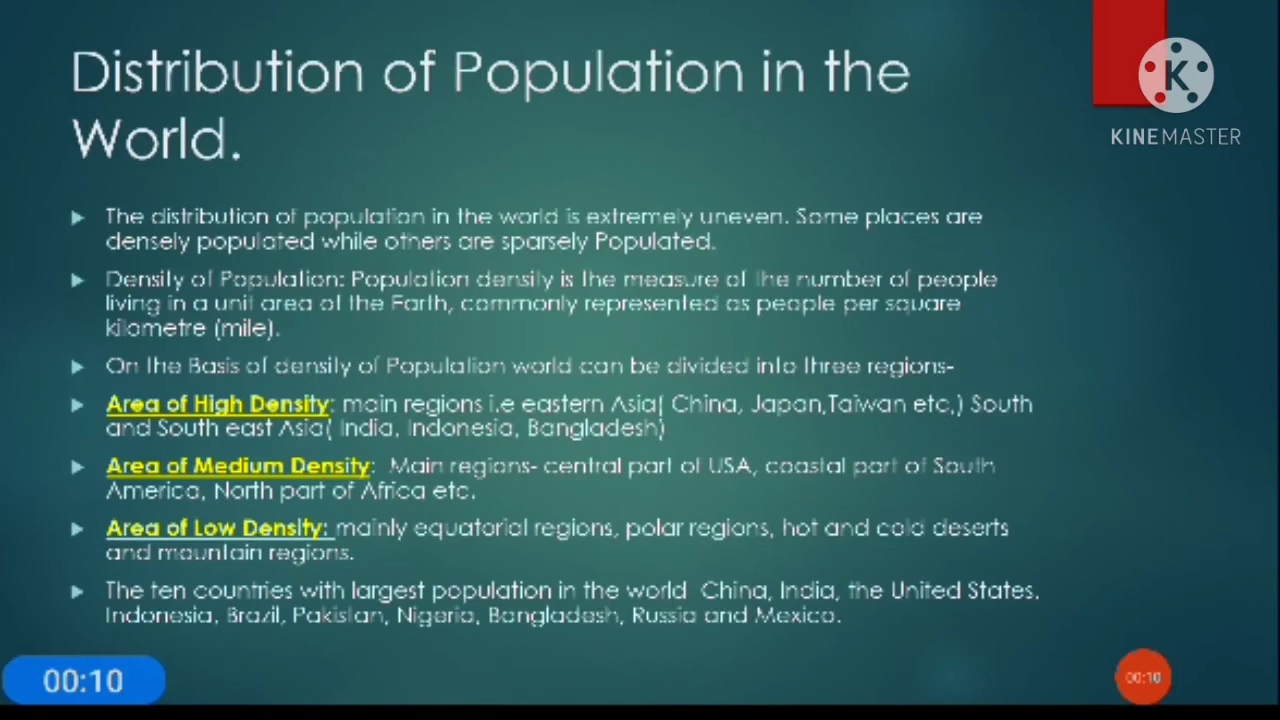 Distribution of Population in the
World.
KINEMASTER
The distribution of population in the world is extremely uneven. Some places are
densely populated while others are sparsely Populated.
Density of Population: Population density is the measure of the number of people
living in a unit area of the Earth, commonly represented as people per square
kilometre (mile).
On the Basis of density of Population world can be divided into three regions-
Area of High Density: main regions i.e eastern Asia( China, Japan,Taiwan etc,) South
and South east Asia( India, Indonesia, Bangladesh)
Area of Medium Density: Main regions- central part of USA, coastal part of South
America, North part of Africa etc.
Area of Low Density: mainly equatorial regions, polar regions, hot and cold deserts
and mountain regions.
The ten countries with largest population in the world China, India, the United States,
Indonesia, Brazil, Pakistan, Nigeria, Bangladesh, Russia and Mexico.
00:10
00:10